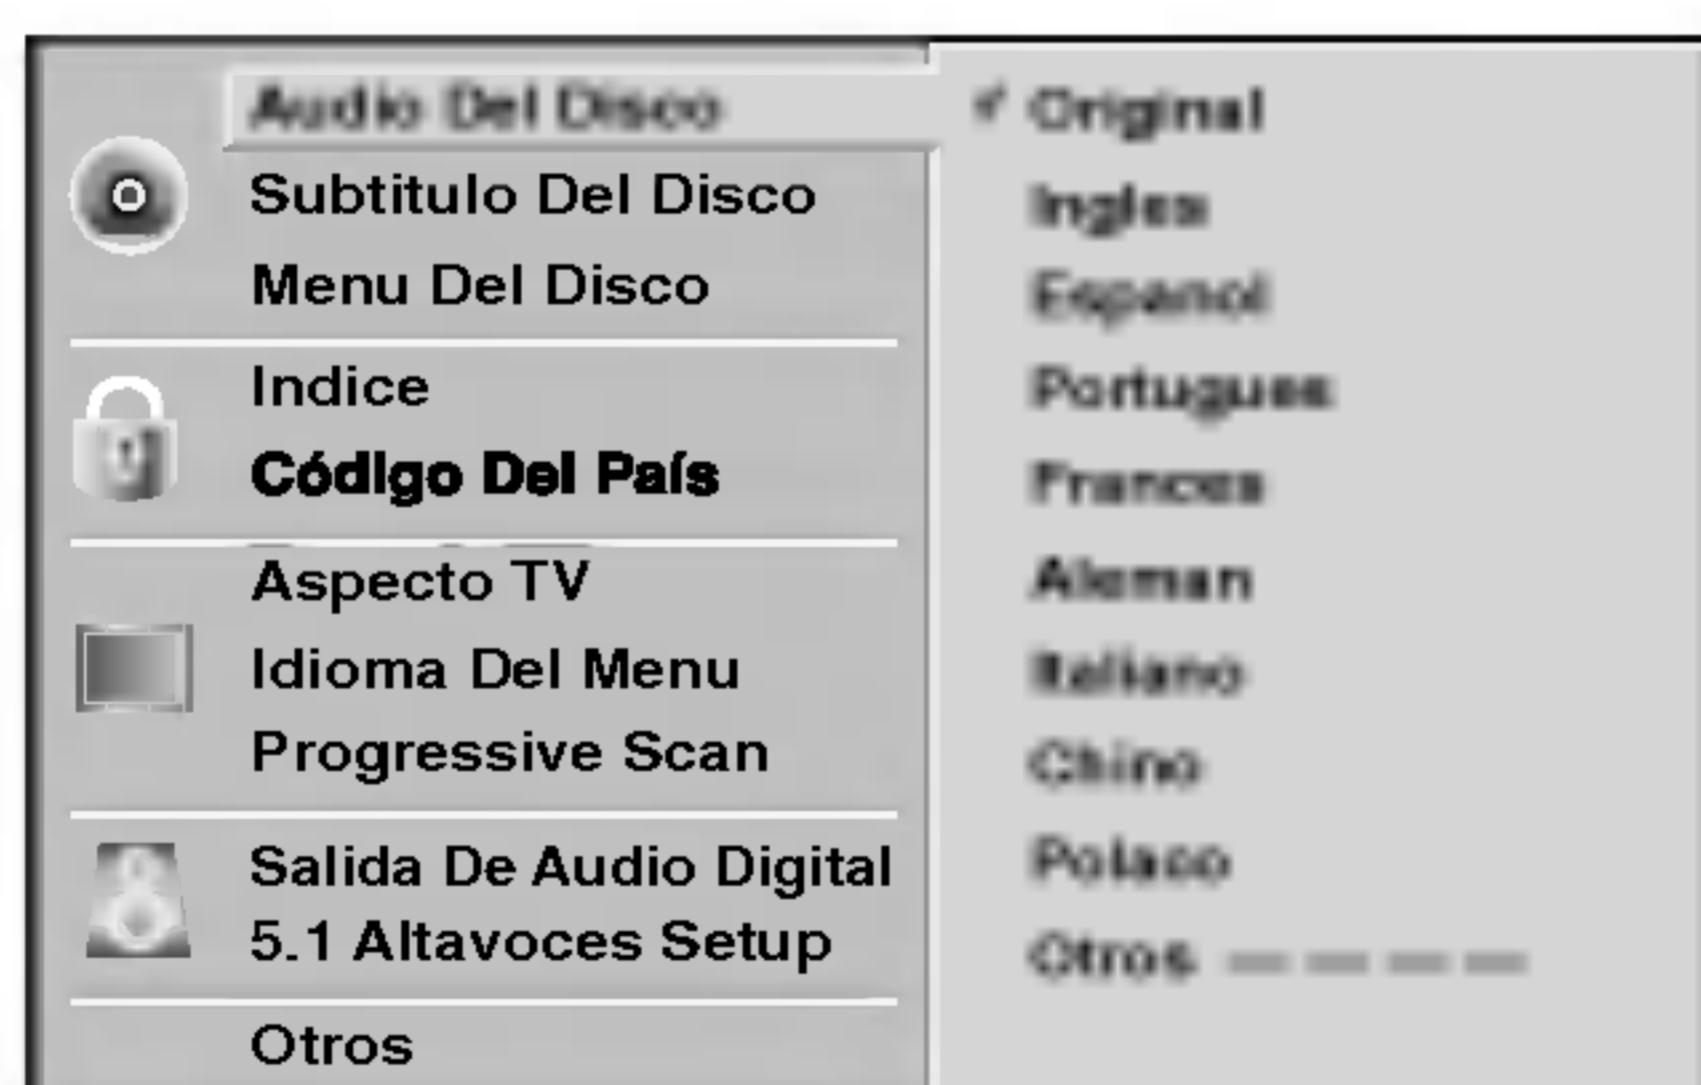 Audio Del Disco
Subtitulo Del Disco
Menu Del Disco
Indice
Código Del País
Aspecto TV
Idioma Del Menu
Progressive Scan
Salida De Audio Digital
5.1 Altavoces Setup
Otros
✓ Original
Ingles
Espanol
Portugues
Frances
Aleman
Italiano
Chino
Polaco
Otros — — — —